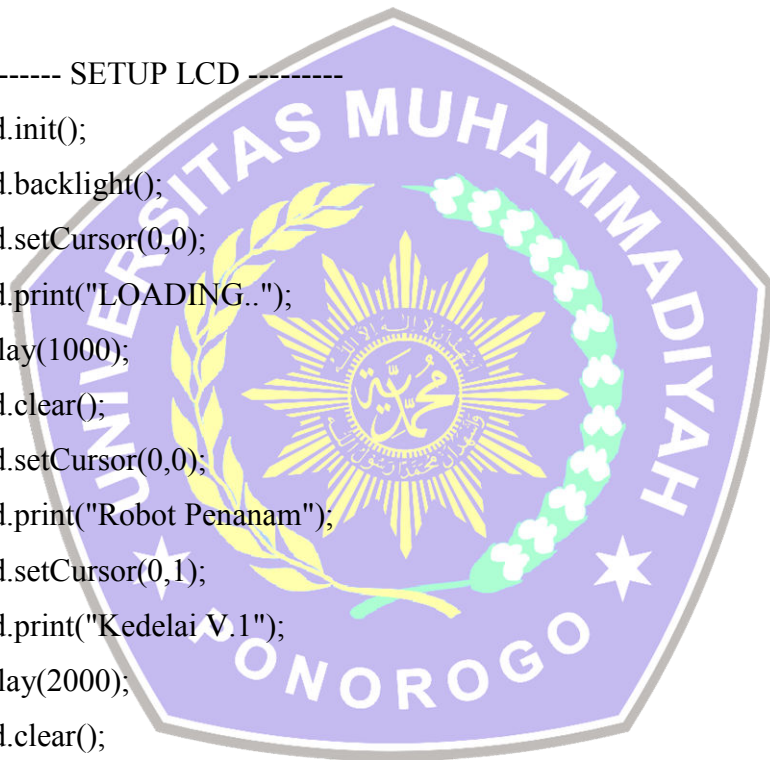 ------ SETUP LCD ---------
d.init();
d.backlight();
d.setCursor(0,0);
d.print("LOADING..");
lay(1000);
d.clear();
d.setCursor(0,0);
d.print("Robot Penanam");
d.setCursor(0,1);
d.print("Kedelai V.1");
lay(2000);
d.clear();
UNIVERSITAS MUHAMMADIYAH
PONOROGO
محمدية